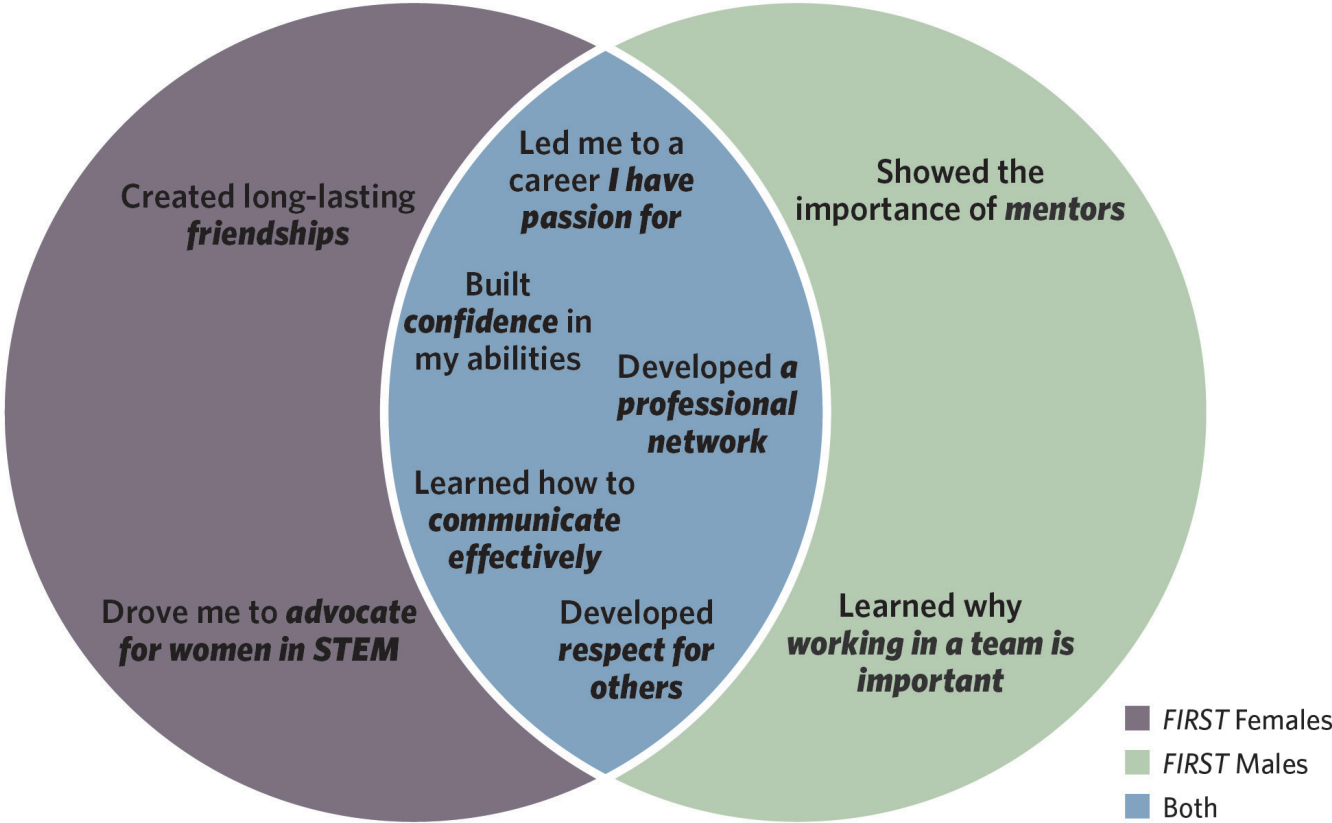 Created long-lasting
friendships
Drove me to advocate
for women in STEM
Led me to a
career I have
passion for
Built
confidence in
my abilities
Developed a
professional
network
Learned how to
communicate
effectively
Developed
respect for
others
Showed the
importance of mentors
Learned why
working in a team is
important
FIRST Females
FIRST Males
Both